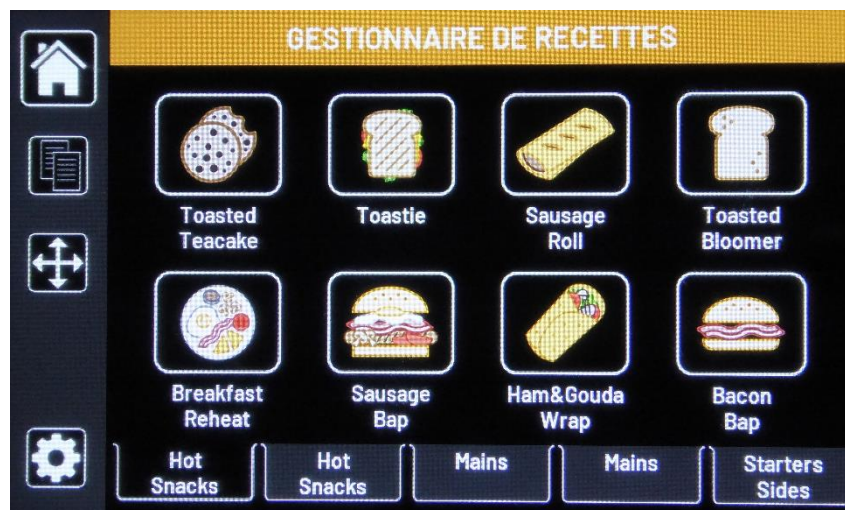 GESTIONNAIRE DE RECETTES
Toasted
Teacake
Toastie
Sausage
Roll
Toasted
Bloomer
Breakfast
Reheat
Sausage
Bap
Ham&Gouda
Wrap
Bacon
Bap
Hot
Snacks
Hot
Snacks
Mains
Mains
Starters
Sides